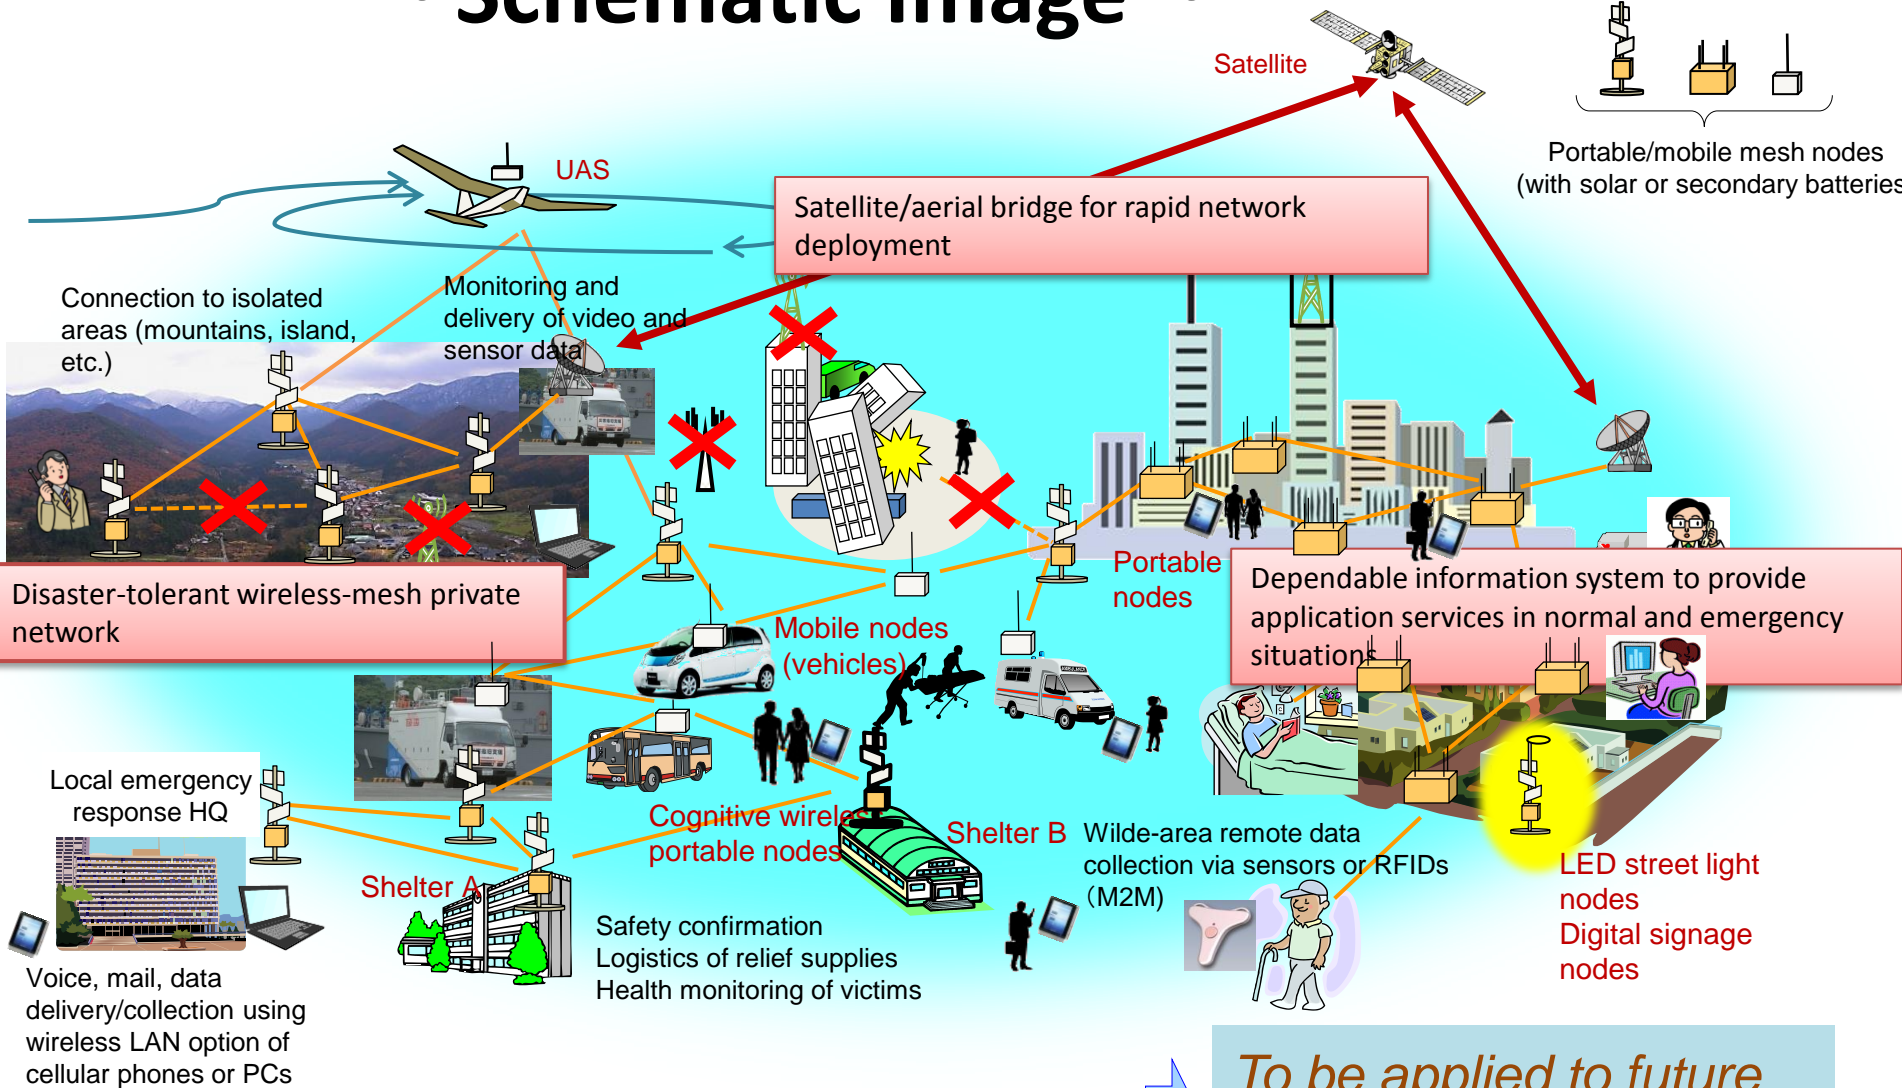 Schematic Image
Satellite
Portable/mobile mesh nodes
(with solar or secondary batteries
UAS
Satellite/aerial bridge for rapid network
deployment
Connection to isolated
areas (mountains, island,
etc.)
Monitoring and
delivery of video and
sensor data
Disaster-tolerant wireless-mesh private
network
Portable
nodes
Dependable information system to provide
application services in normal and emergency
situations
Mobile nodes
(vehicles)
AMBULANCE
Local emergency
response HQ
Cognitive wireles
portable nodes
Shelter A
Shelter B
Wilde-area remote data
collection via sensors or RFIDs
(M2M)
LED street light
nodes
Digital signage
nodes
Safety confirmation
Logistics of relief supplies
Health monitoring of victims
Voice, mail, data
delivery/collection using
wireless LAN option of
cellular phones or PCs
To be applied to future